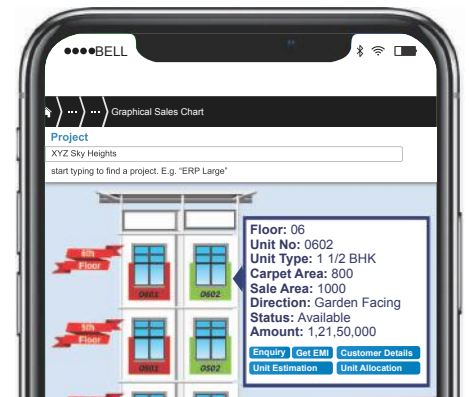 ●●●●BELL
Graphical Sales Chart
Project
XYZ Sky Heights
start typing to find a project. E.g. “ERP Large”
6th
Floor
0601
0602
Floor: 06
Unit No: 0602
Unit Type: 1 1/2 BHK
Carpet Area: 800
Sale Area: 1000
Direction: Garden Facing
Status: Available
Amount: 1,21,50,000
Enquiry Get EMI Customer Details
Unit Estimation Unit Allocation
5th
Floor
0501
0502